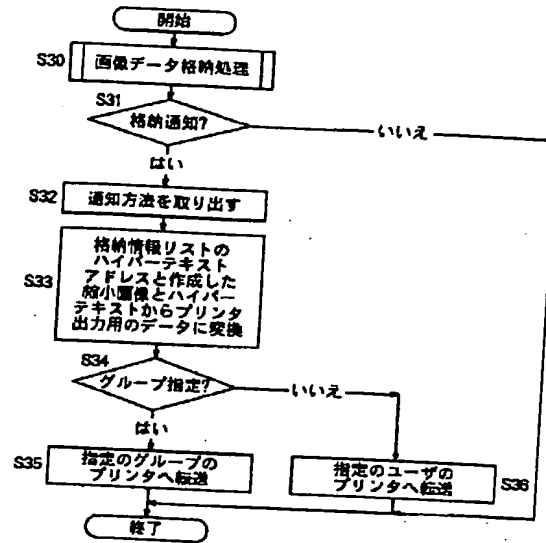 開始
S30
画像データ格納処理
S31
格納通知?
いいえ
はい
S32
通知方法を取り出す
S33
格納情報リストの
ハイパーテキスト
アドレスと作成した
縮小画像とハイパー
テキストからプリンタ
出力用のデータに変換
S34
グループ指定?
いいえ
はい
S35
指定のグループの
プリンタへ転送
指定のユーザの
プリンタへ転送
S36
終了